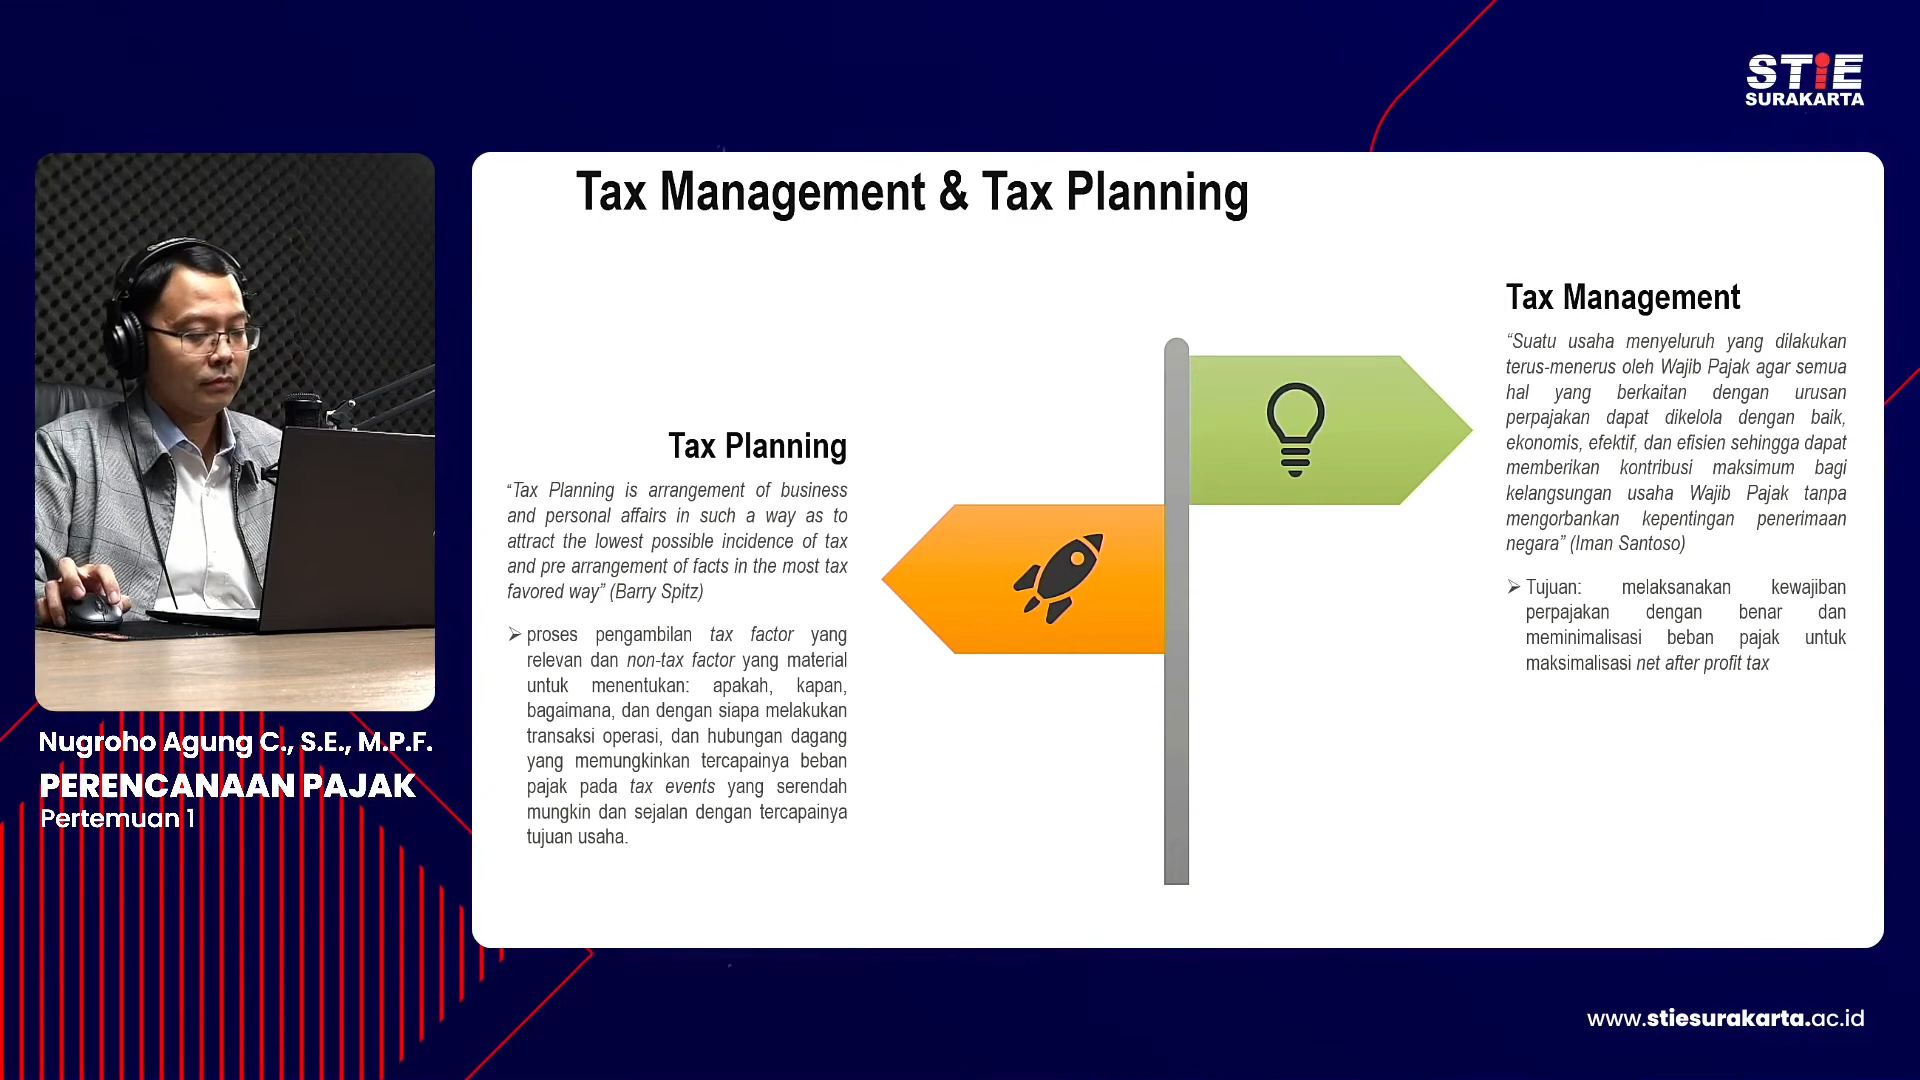 STiE
SURAKARTA
Tax Management & Tax Planning
Tax Management
“Suatu usaha menyeluruh yang dilakukan
terus-menerus oleh Wajib Pajak agar semua
hal yang berkaitan dengan urusan
perpajakan dapat dikelola dengan baik,
ekonomis, efektif, dan efisien sehingga dapat
memberikan kontribusi maksimum bagi
kelangsungan usaha Wajib Pajak tanpa
mengorbankan kepentingan penerimaan
negara” (Iman Santoso)
➢ Tujuan: melaksanakan kewajiban
perpajakan dengan benar dan
meminimalisasi beban pajak untuk
maksimalisasi net after profit tax
Tax Planning
“Tax Planning is arrangement of business
and personal affairs in such a way as to
attract the lowest possible incidence of tax
and pre arrangement of facts in the most tax
favored way” (Barry Spitz)
➢ proses pengambilan tax factor yang
relevan dan non-tax factor yang material
untuk menentukan: apakah, kapan,
bagaimana, dan dengan siapa melakukan
transaksi operasi, dan hubungan dagang
yang memungkinkan tercapainya beban
pajak pada tax events yang serendah
mungkin dan sejalan dengan tercapainya
tujuan usaha.
Nugroho Agung C., S.E., M.P.F.
PERENCANAAN PAJAK
Pertemuan 1
www.stiesurakarta.ac.id